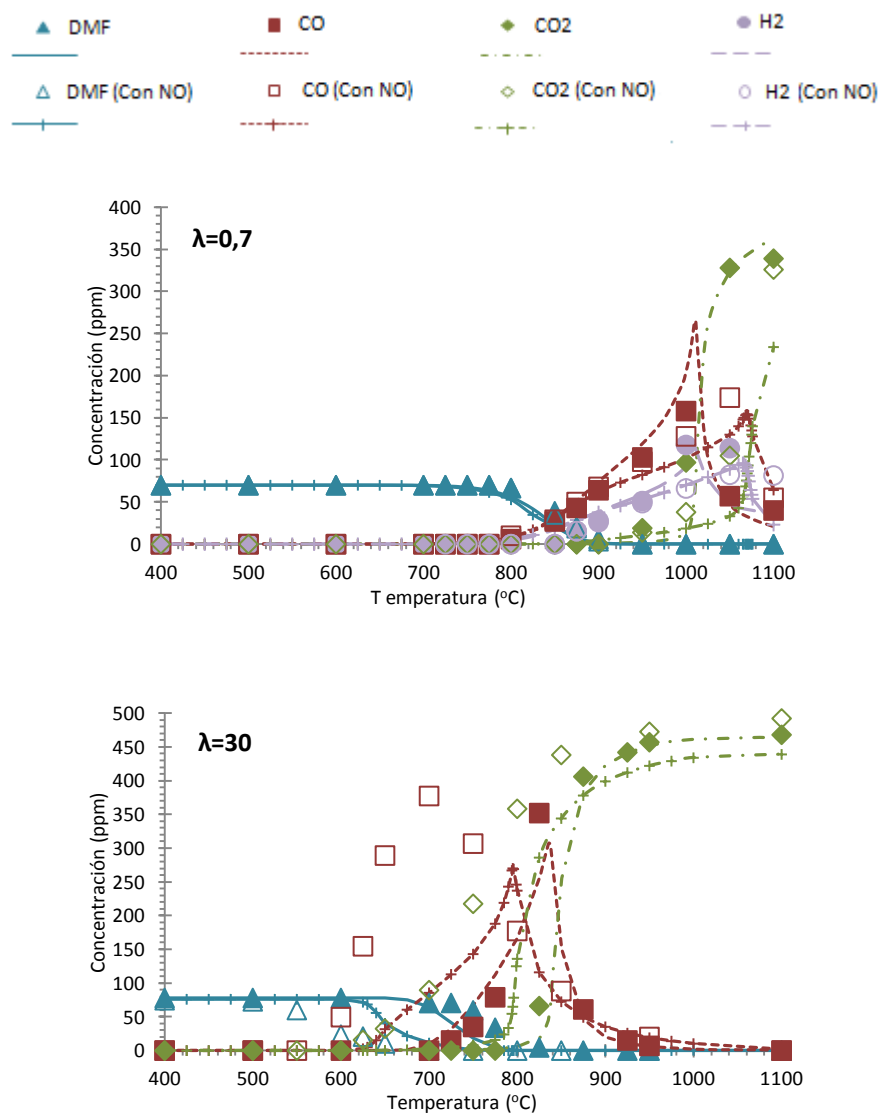 DMF CO CO2 H2
DMF (Con NO) CO (Con NO) CO2 (Con NO) H2 (Con NO)
λ=0,7
Concentración (ppm)
400
350
300
250
200
150
100
50
0
400 500 600 700 800 900 1000 1100
T emperatura (ºC)
λ=30
Concentración (ppm)
500
450
400
350
300
250
200
150
100
50
0
400 500 600 700 800 900 1000 1100
Temperatura (ºC)